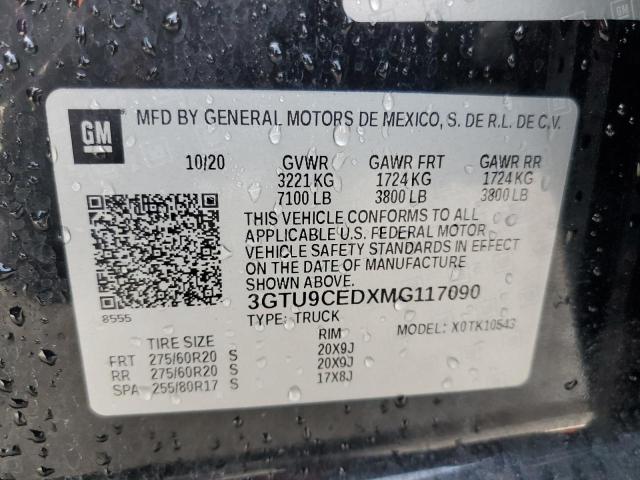 GM
MFD BY GENERAL MOTORS DE MEXICO, S. DE R.L. DE C.V.
10/20 GVWR GAWR FRT GAWR RR
3221 KG 1724 KG 1724 KG
7100 LB 3800 LB 3800 LB
THIS VEHICLE CONFORMS TO ALL
APPLICABLE U.S. FEDERAL MOTOR
VEHICLE SAFETY STANDARDS IN EFFECT
ON THE DATE OF MANUFACTURE
SHOWN ABOVE.
3GTU9CEDXMG117090
8555
TYPE: TRUCK MODEL: X0TK10543
TIRE SIZE RIM
FRT 275/60R20 S 20X9J
RR 275/60R20 S 20X9J
SPA 255/80R17 S 17X8J